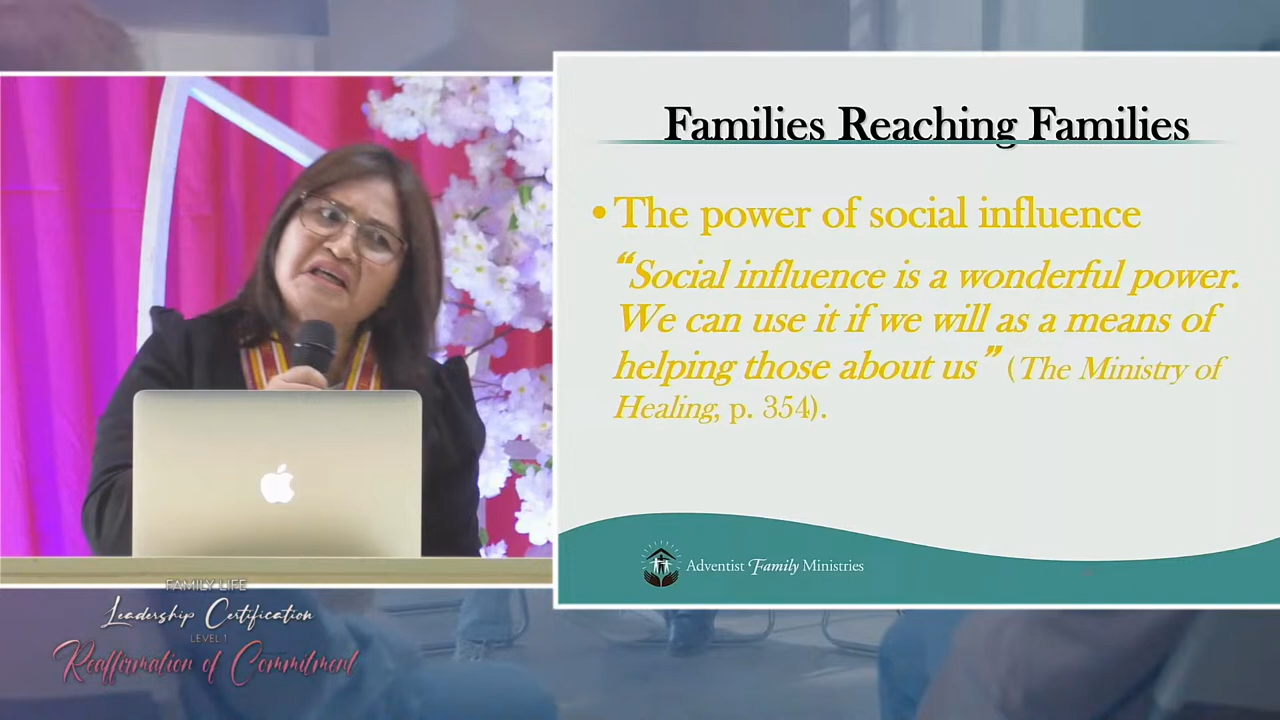 Families Reaching Families
• The power of social influence
“Social influence is a wonderful power.
We can use it if we will as a means of
helping those about us” (The Ministry of
Healing, p. 354).
Adventist Family Ministries
FAMILY LIFE
Leadership Certification
LEVEL 1
Reaffirmation of Commitment